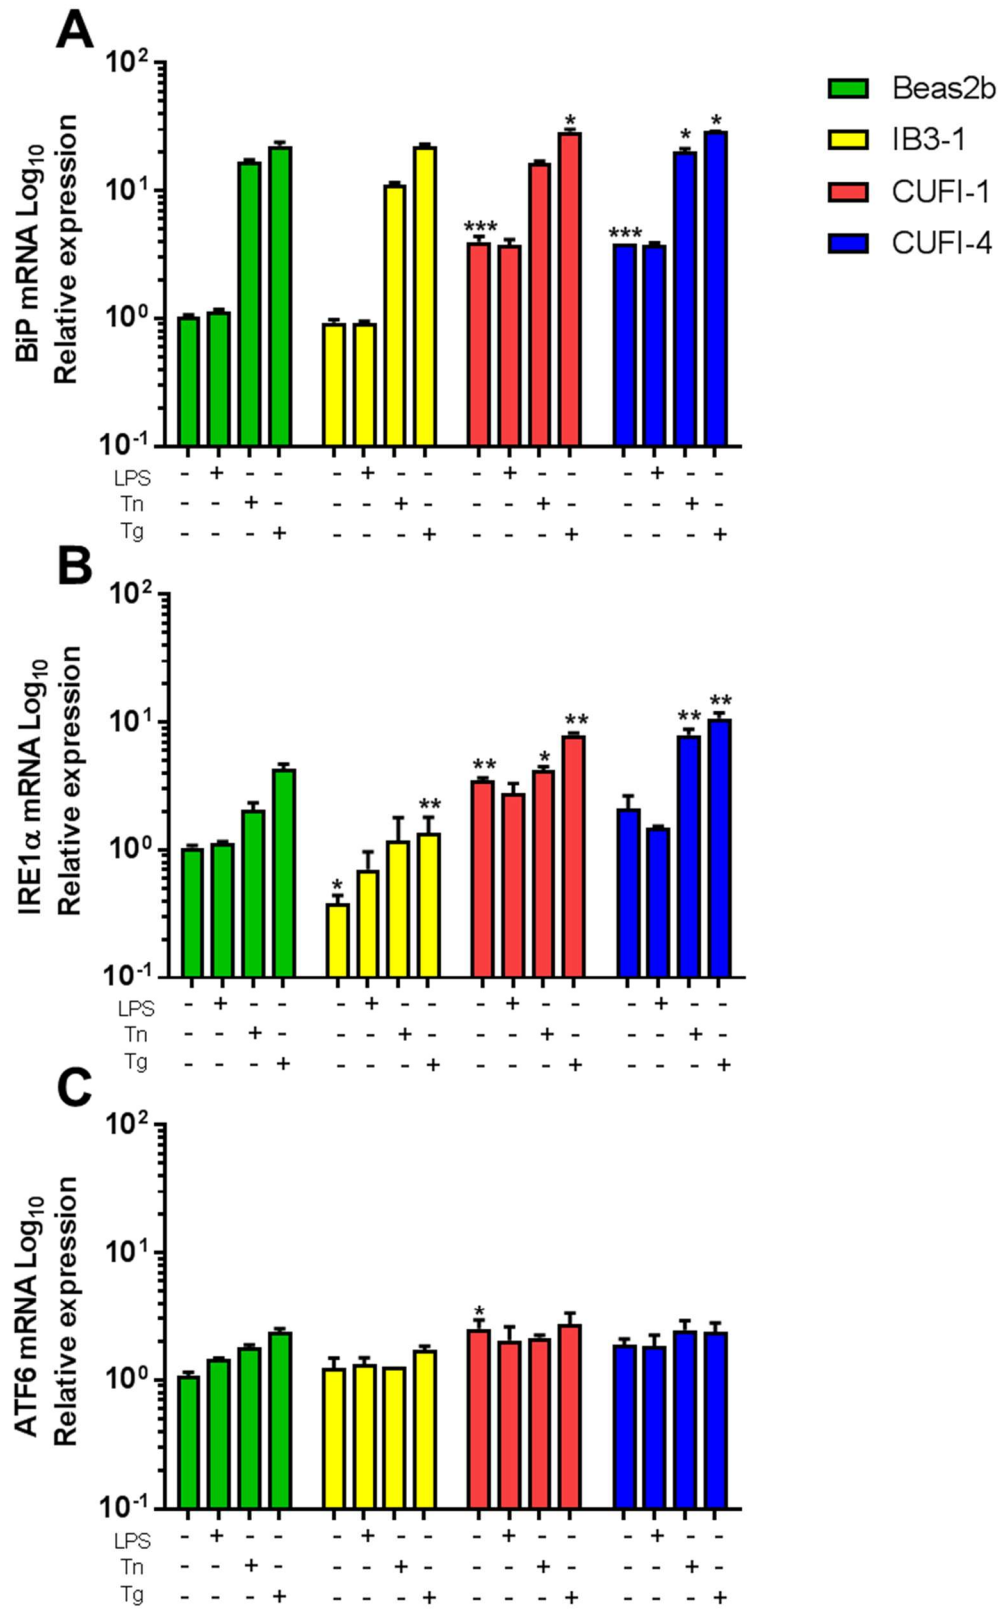 A
10²
10¹
10⁰
10⁻¹
BiP mRNA Log₁₀
Relative expression
*** *** * * *
Beas2b
IB3-1
CUFI-1
CUFI-4
LPS - + - - - + - - - + - - - + - -
Tn - - + - - - + - - - + - - - + -
Tg - - - + - - - + - - - + - - - +
B
10²
10¹
10⁰
10⁻¹
IRE1α mRNA Log₁₀
Relative expression
* ** ** * ** ** **
LPS - + - - - + - - - + - - - + - -
Tn - - + - - - + - - - + - - - + -
Tg - - - + - - - + - - - + - - - +
C
10²
10¹
10⁰
10⁻¹
ATF6 mRNA Log₁₀
Relative expression
*
LPS - + - - - + - - - + - - - + - -
Tn - - + - - - + - - - + - - - + -
Tg - - - + - - - + - - - + - - - +